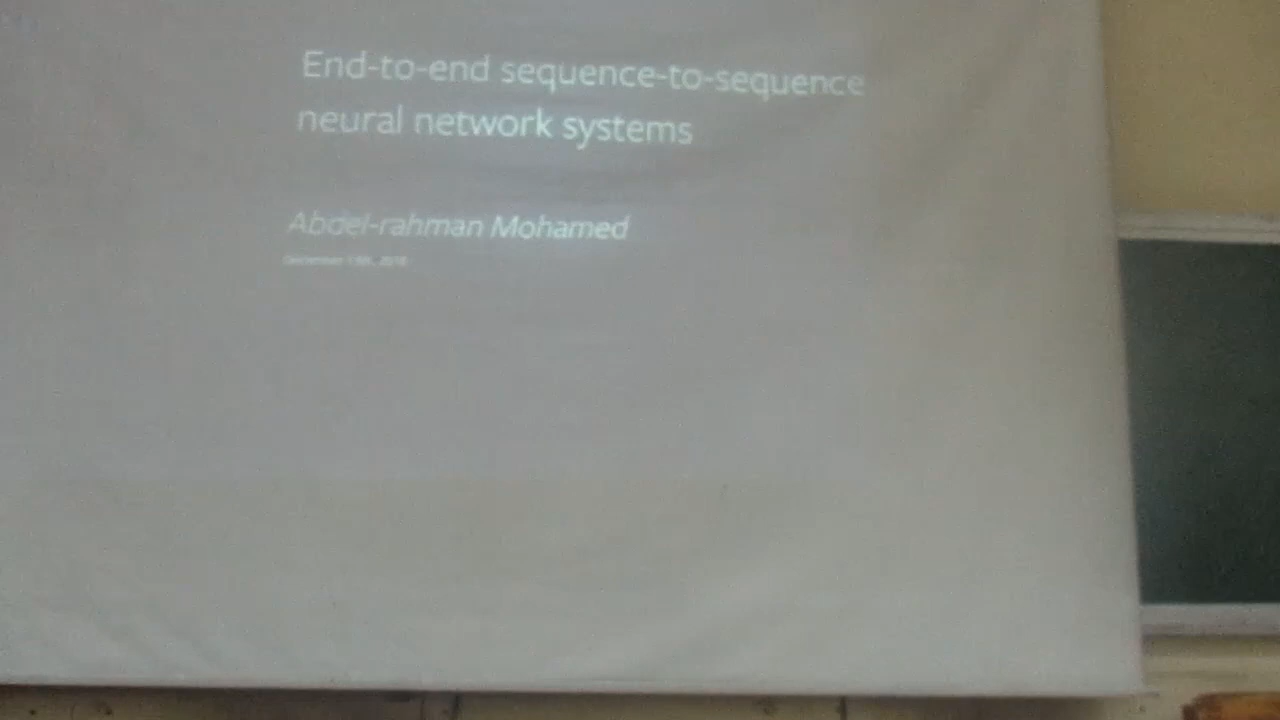 End-to-end sequence-to-sequence
neural network systems
Abdel-rahman Mohamed